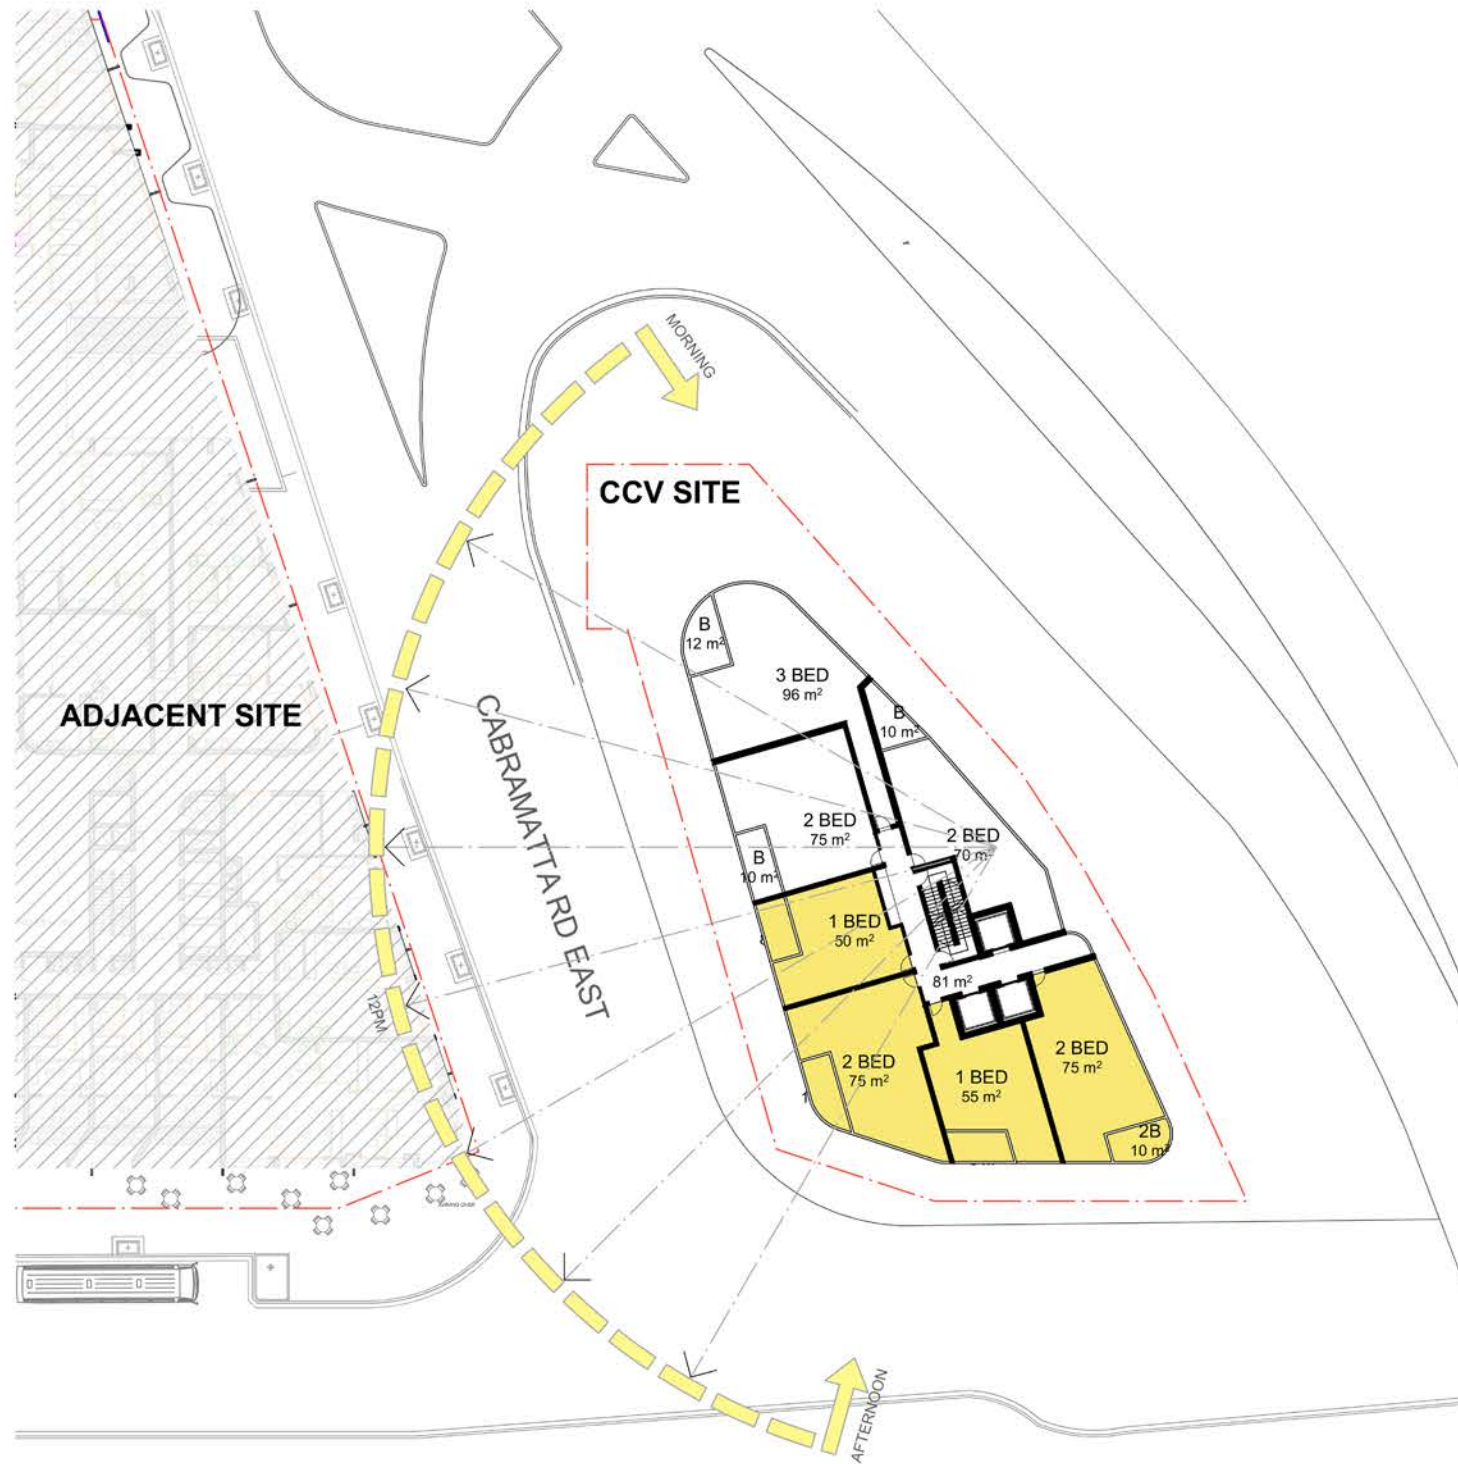 MORNING
CCV SITE
B
12 m²
3 BED
96 m²
B
10 m²
ADJACENT SITE
CABRAMATTA RD EAST
2 BED
75 m²
2 BED
70 m²
B
10 m²
1 BED
50 m²
81 m²
12PM
2 BED
75 m²
1 BED
55 m²
2 BED
75 m²
2B
10 m²
AFTERNOON